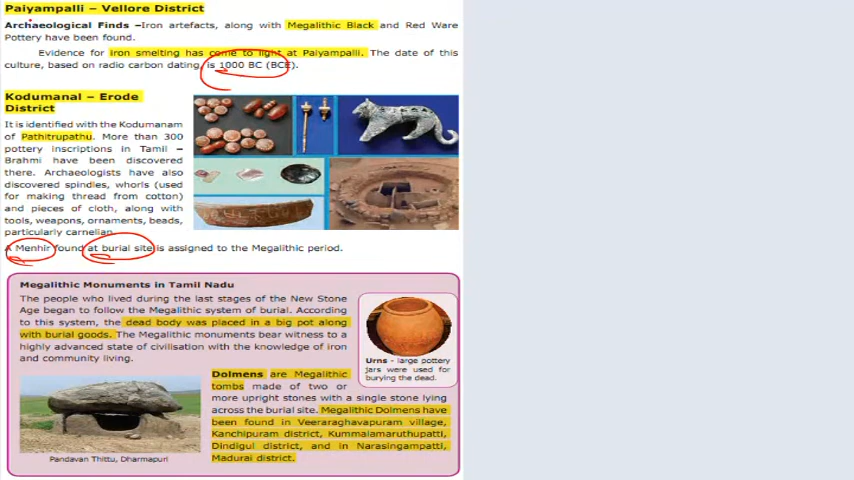 Paiyampalli – Vellore District
Archaeological Finds –Iron artefacts, along with Megalithic Black and Red Ware
Pottery have been found.
Evidence for iron smelting has come to light at Paiyampalli. The date of this
culture, based on radio carbon dating, is 1000 BC (BCE).
Kodumanal – Erode
District
It is identified with the Kodumanam
of Pathitrupathu. More than 300
pottery inscriptions in Tamil –
Brahmi have been discovered
there. Archaeologists have also
discovered spindles, whorls (used
for making thread from cotton)
and pieces of cloth, along with
tools, weapons, ornaments, beads,
particularly carnelian.
A Menhir found at burial site is assigned to the Megalithic period.
Megalithic Monuments in Tamil Nadu
The people who lived during the last stages of the New Stone
Age began to follow the Megalithic system of burial. According
to this system, the dead body was placed in a big pot along
with burial goods. The Megalithic monuments bear witness to a
highly advanced state of civilisation with the knowledge of iron
and community living.
Urns - large pottery
jars were used for
burying the dead.
Dolmens are Megalithic
tombs made of two or
more upright stones with a single stone lying
across the burial site. Megalithic Dolmens have
been found in Veeraraghavapuram village,
Kanchipuram district, Kummalamaruthupatti,
Dindigul district, and in Narasingampatti,
Madurai district.
Pandavan Thittu, Dharmapuri